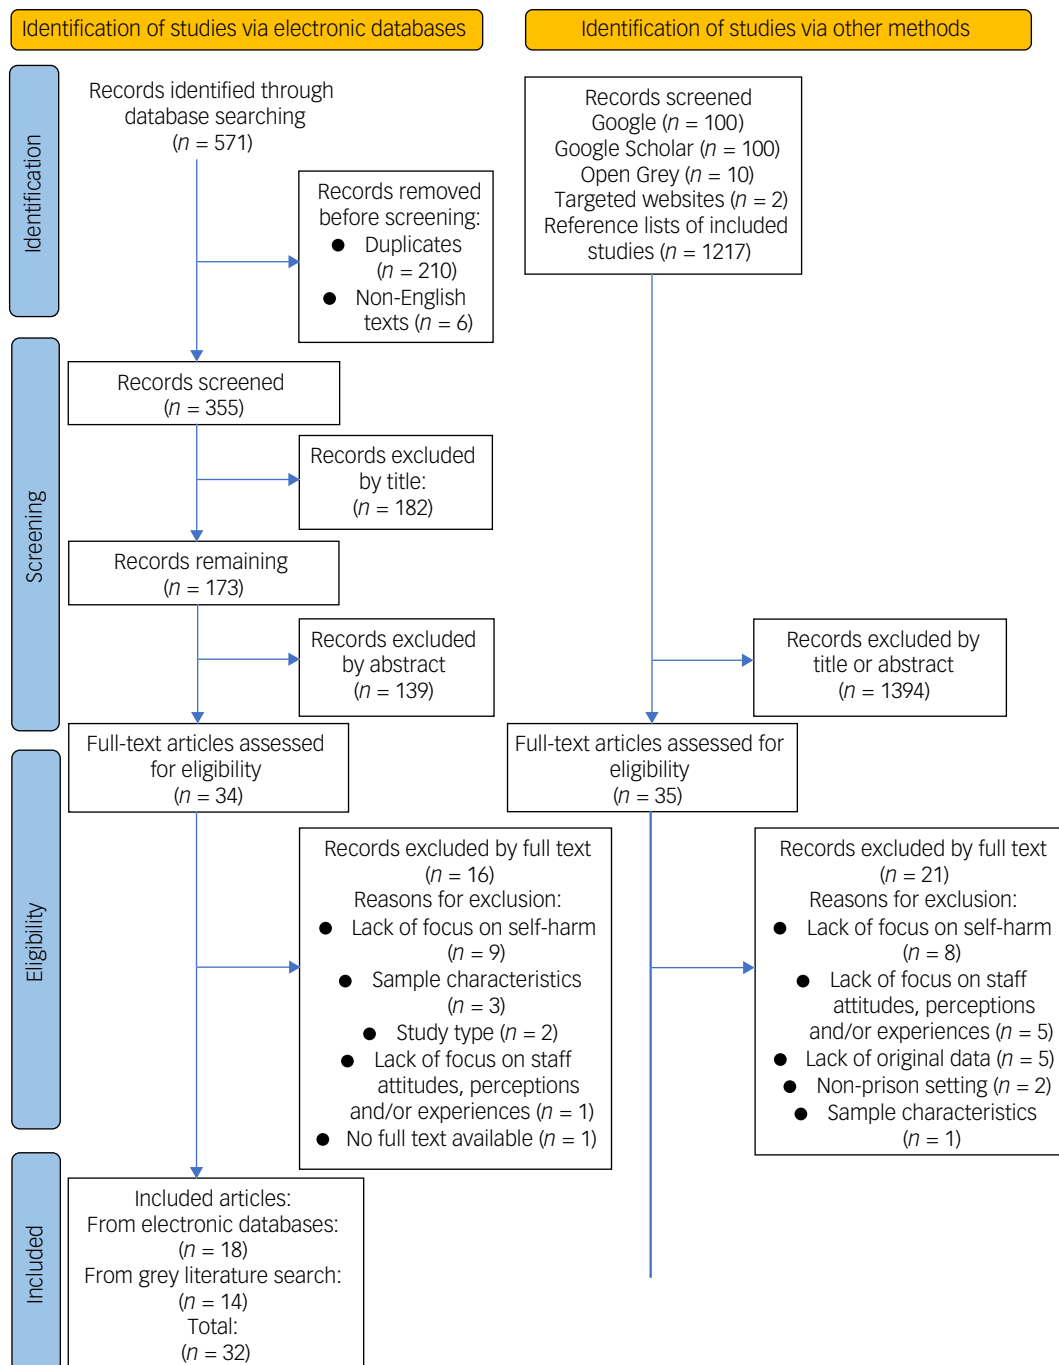 Identification of studies via electronic databases
Identification of studies via other methods
Identification
Records identified through
database searching
(n = 571)
Records removed
before screening:
● Duplicates
(n = 210)
● Non-English
texts (n = 6)
Records screened
Google (n = 100)
Google Scholar (n = 100)
Open Grey (n = 10)
Targeted websites (n = 2)
Reference lists of included
studies (n = 1217)
Screening
Records screened
(n = 355)
Records excluded
by title:
(n = 182)
Records remaining
(n = 173)
Records excluded
by abstract
(n = 139)
Records excluded by
title or abstract
(n = 1394)
Eligibility
Full-text articles assessed
for eligibility
(n = 34)
Full-text articles assessed for
eligibility
(n = 35)
Records excluded by full text
(n = 16)
Reasons for exclusion:
● Lack of focus on self-harm
(n = 9)
● Sample characteristics
(n = 3)
● Study type (n = 2)
● Lack of focus on staff
attitudes, perceptions
and/or experiences (n = 1)
● No full text available (n = 1)
Records excluded by full text
(n = 21)
Reasons for exclusion:
● Lack of focus on self-harm
(n = 8)
● Lack of focus on staff
attitudes, perceptions
and/or experiences (n = 5)
● Lack of original data (n = 5)
● Non-prison setting (n = 2)
● Sample characteristics
(n = 1)
Included
Included articles:
From electronic databases:
(n = 18)
From grey literature search:
(n = 14)
Total:
(n = 32)